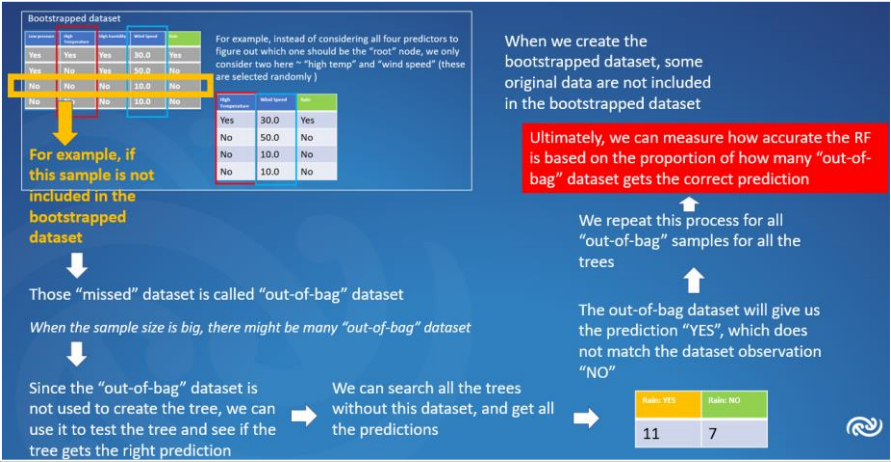 Bootstrapped dataset
Low pressure High Temperature High humidity Wind Speed Rain
Yes Yes Yes 30.0 Yes
Yes No Yes 50.0 No
No No No 10.0 No
No No No 10.0 No
For example, instead of considering all four predictors to
figure out which one should be the “root” node, we only
consider two here ~ “high temp” and “wind speed” (these
are selected randomly )
High Temperature Wind Speed Rain
Yes 30.0 Yes
No 50.0 No
No 10.0 No
No 10.0 No
For example, if
this sample is not
included in the
bootstrapped
dataset
Those “missed” dataset is called “out-of-bag” dataset
When the sample size is big, there might be many “out-of-bag” dataset
Since the “out-of-bag” dataset is
not used to create the tree, we can
use it to test the tree and see if the
tree gets the right prediction
We can search all the trees
without this dataset, and get all
the predictions
Rain: YES Rain: NO
11 7
The out-of-bag dataset will give us
the prediction “YES”, which does
not match the dataset observation
“NO”
We repeat this process for all
“out-of-bag” samples for all the
trees
Ultimately, we can measure how accurate the RF
is based on the proportion of how many “out-of-
bag” dataset gets the correct prediction
When we create the
bootstrapped dataset, some
original data are not included
in the bootstrapped dataset